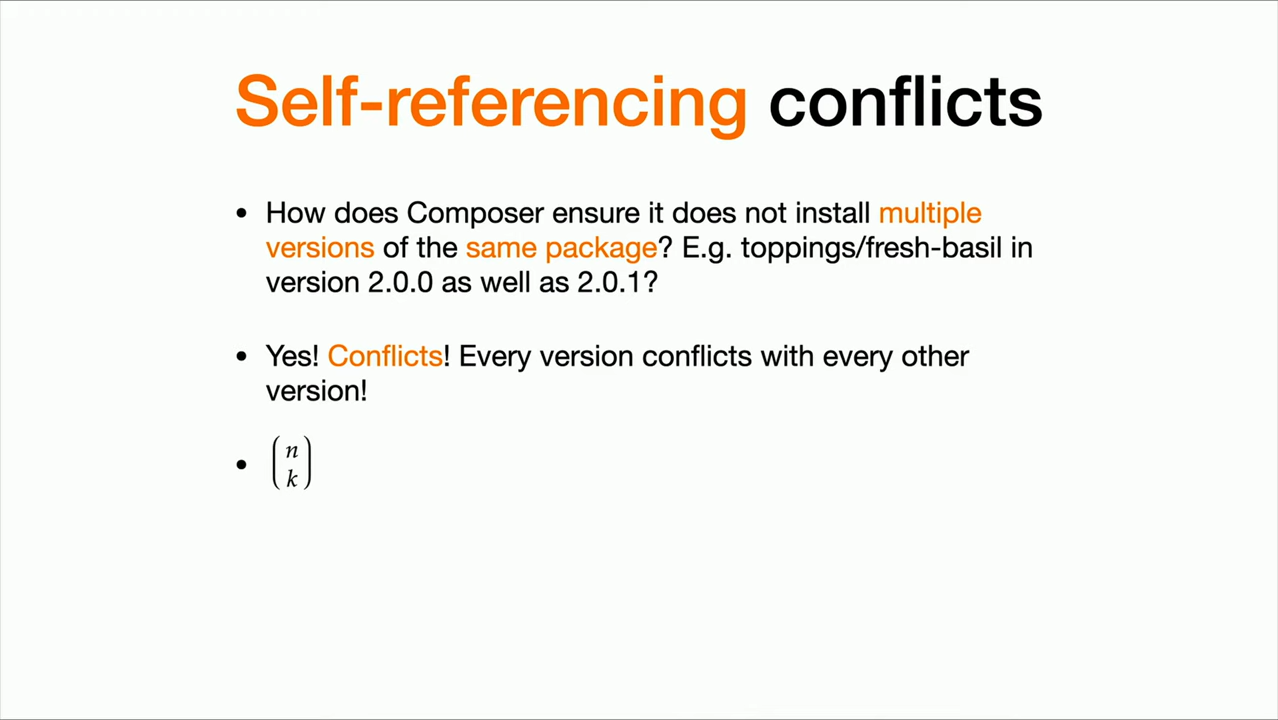 Self-referencing conflicts
• How does Composer ensure it does not install multiple
versions of the same package? E.g. toppings/fresh-basil in
version 2.0.0 as well as 2.0.1?
• Yes! Conflicts! Every version conflicts with every other
version!
• (n
k)